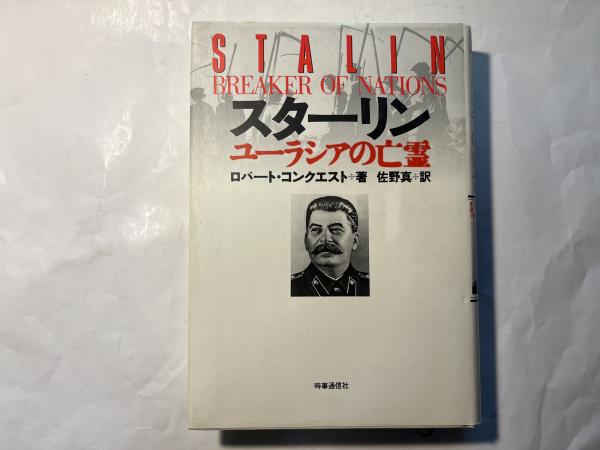 STALIN
BREAKER OF NATIONS
スターリン
ユーラシアの亡霊
ロバート・コンクエスト÷著 佐野真÷訳
時事通信社